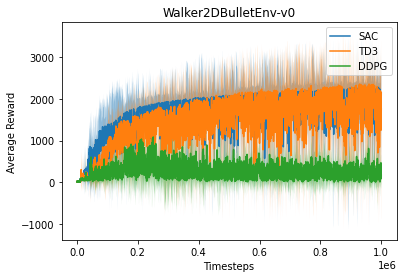 Walker2DBulletEnv-v0
SAC
TD3
DDPG
Average Reward
3000
2000
1000
0
−1000
0.0 0.2 0.4 0.6 0.8 1.0
1e6
Timesteps